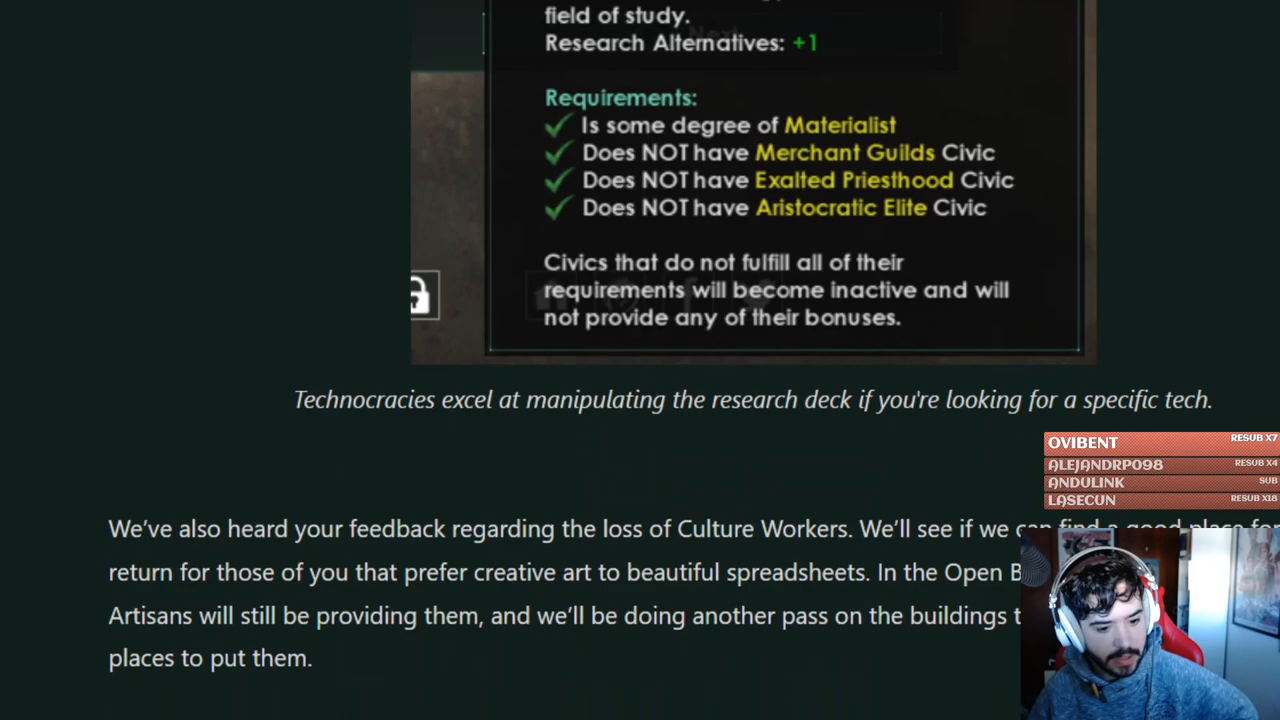 field of study.
Research Alternatives: +1
Requirements:
Is some degree of Materialist
Does NOT have Merchant Guilds Civic
Does NOT have Exalted Priesthood Civic
Does NOT have Aristocratic Elite Civic
Civics that do not fulfill all of their
requirements will become inactive and will
not provide any of their bonuses.
Technocracies excel at manipulating the research deck if you're looking for a specific tech.
OVIBENT RESUB X7
ALEJANDRP098 RESUB X4
ANDULINK SUB
LASECUN RESUB X18
We've also heard your feedback regarding the loss of Culture Workers. We'll see if we can find a good place for
return for those of you that prefer creative art to beautiful spreadsheets. In the Open B
Artisans will still be providing them, and we'll be doing another pass on the buildings t
places to put them.